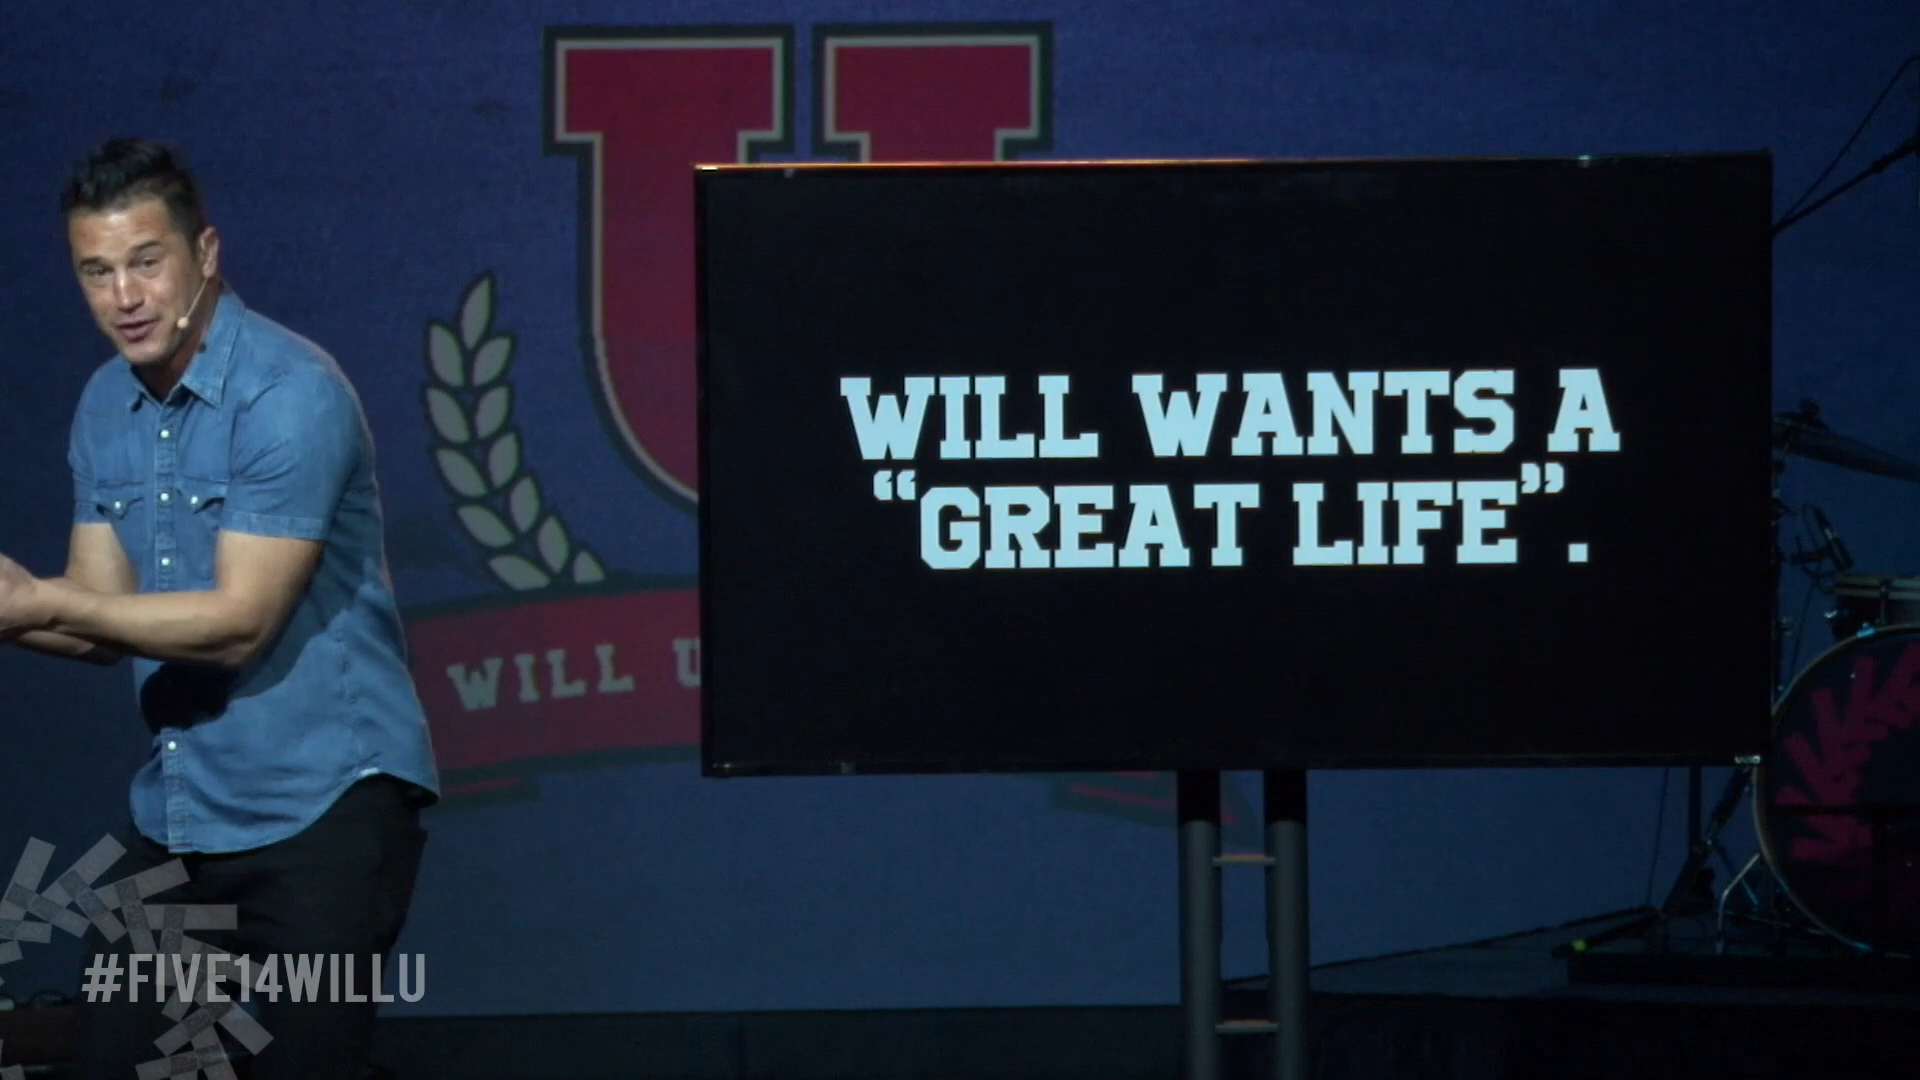 U
WILL WANTS A
“GREAT LIFE”.
WILL U
#FIVE14WILLU